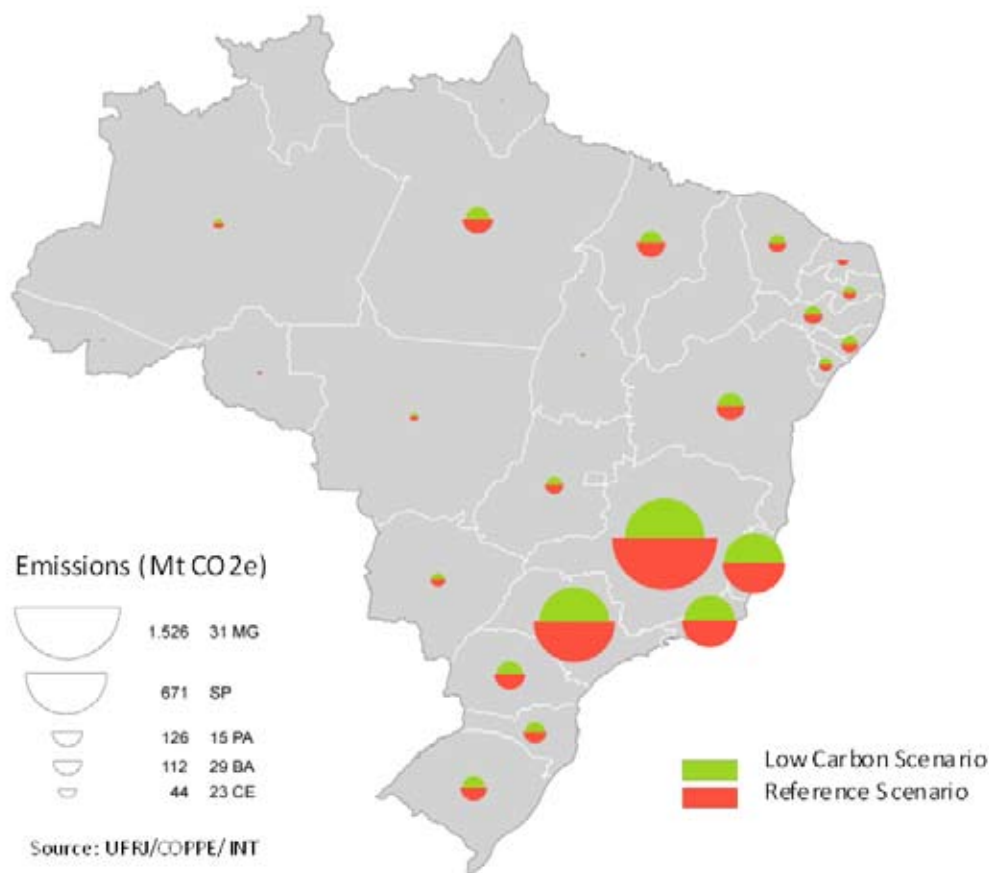 Emissions (Mt CO2e)
1.526 31 MG
671 SP
126 15 PA
112 29 BA
44 23 CE
Source: UFRJ/COPPE/INT
Low Carbon Scenario
Reference Scenario